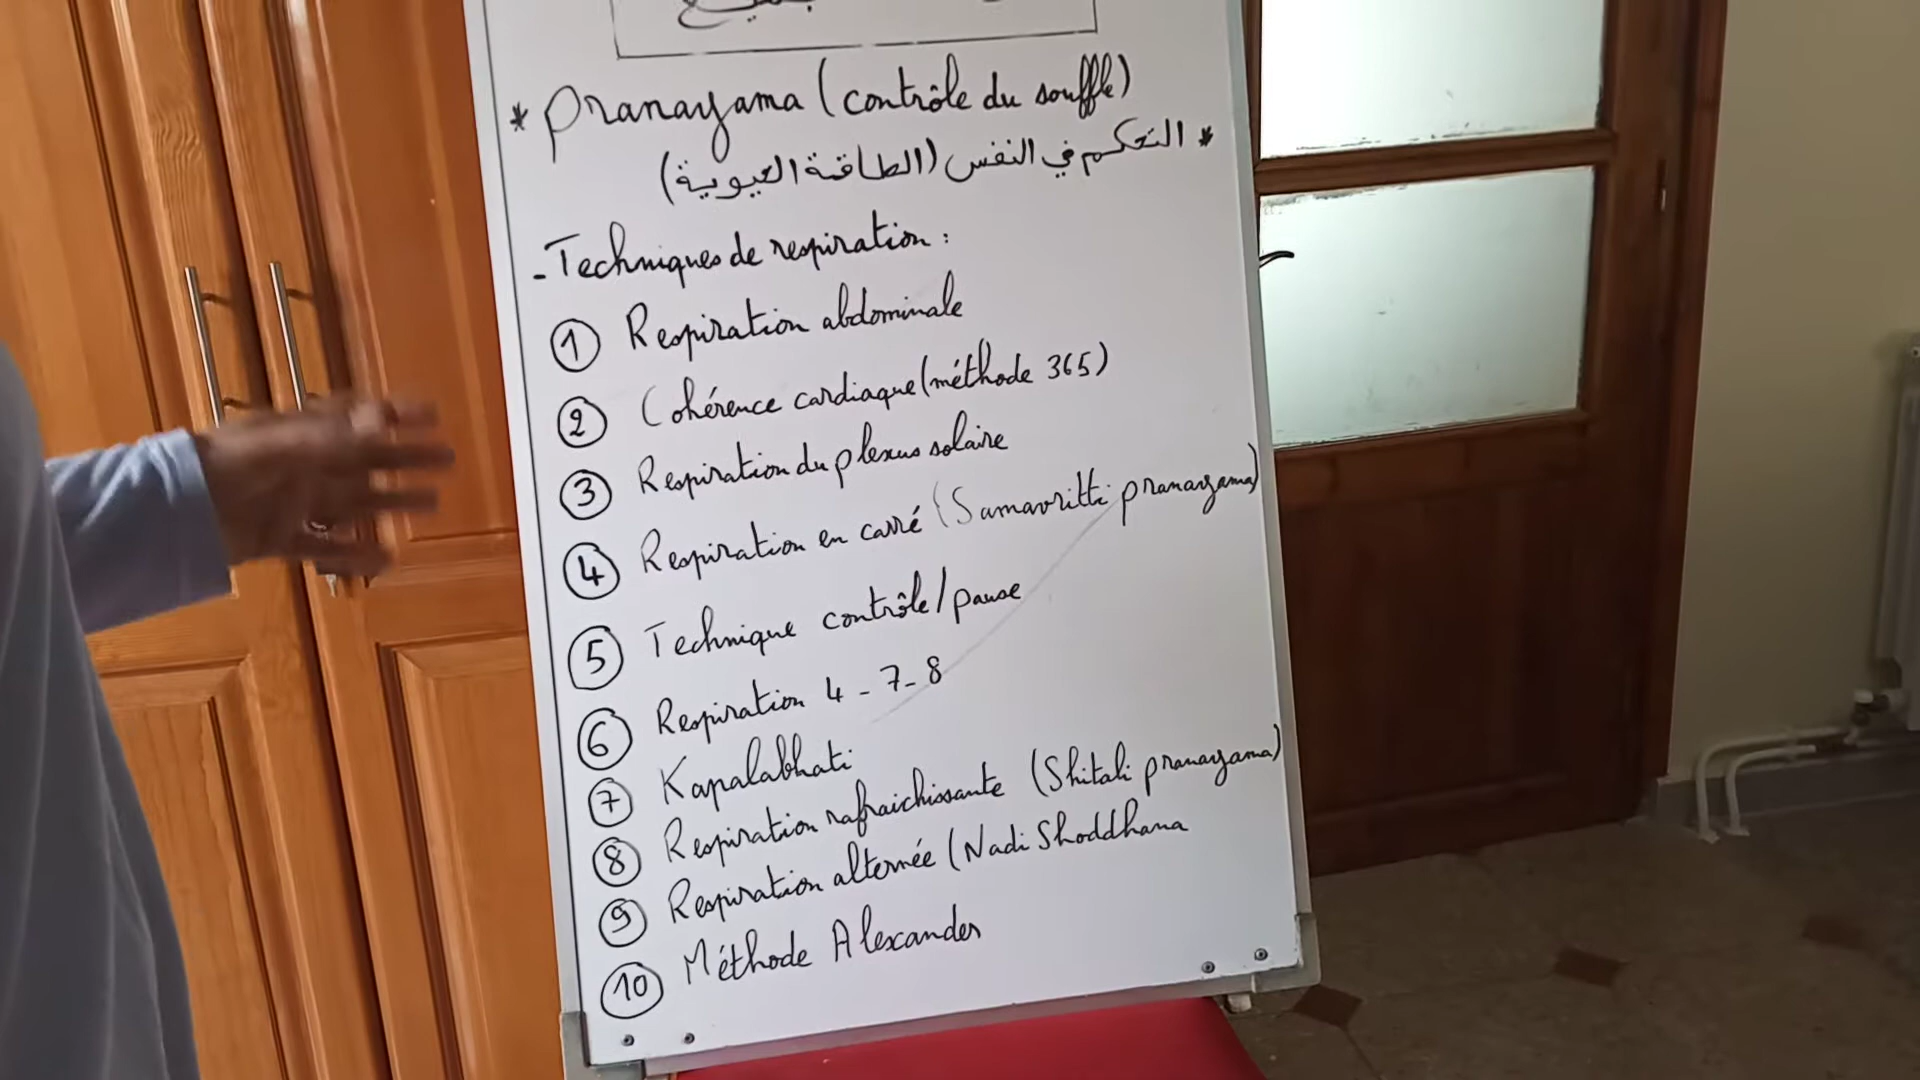 * Pranayama (contrôle du souffle)
* التحكم في النفس (الطاقة الحيوية)
- Techniques de respiration :
1 Respiration abdominale
2 Cohérence cardiaque (méthode 365)
3 Respiration du plexus solaire
4 Respiration en carré (Samavritti pranayama)
5 Technique contrôle/pause
6 Respiration 4-7-8
7 Kapalabhati
8 Respiration rafraichissante (Shitali pranayama)
9 Respiration alternée (Nadi Shoddhana
10 Méthode Alexander